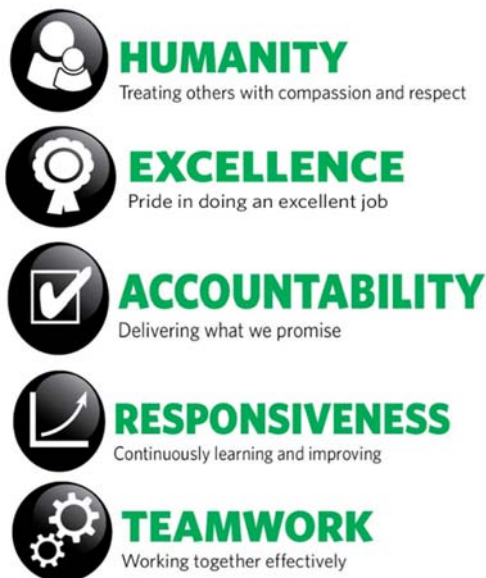 HUMANITY
Treating others with compassion and respect
EXCELLENCE
Pride in doing an excellent job
ACCOUNTABILITY
Delivering what we promise
RESPONSIVENESS
Continuously learning and improving
TEAMWORK
Working together effectively